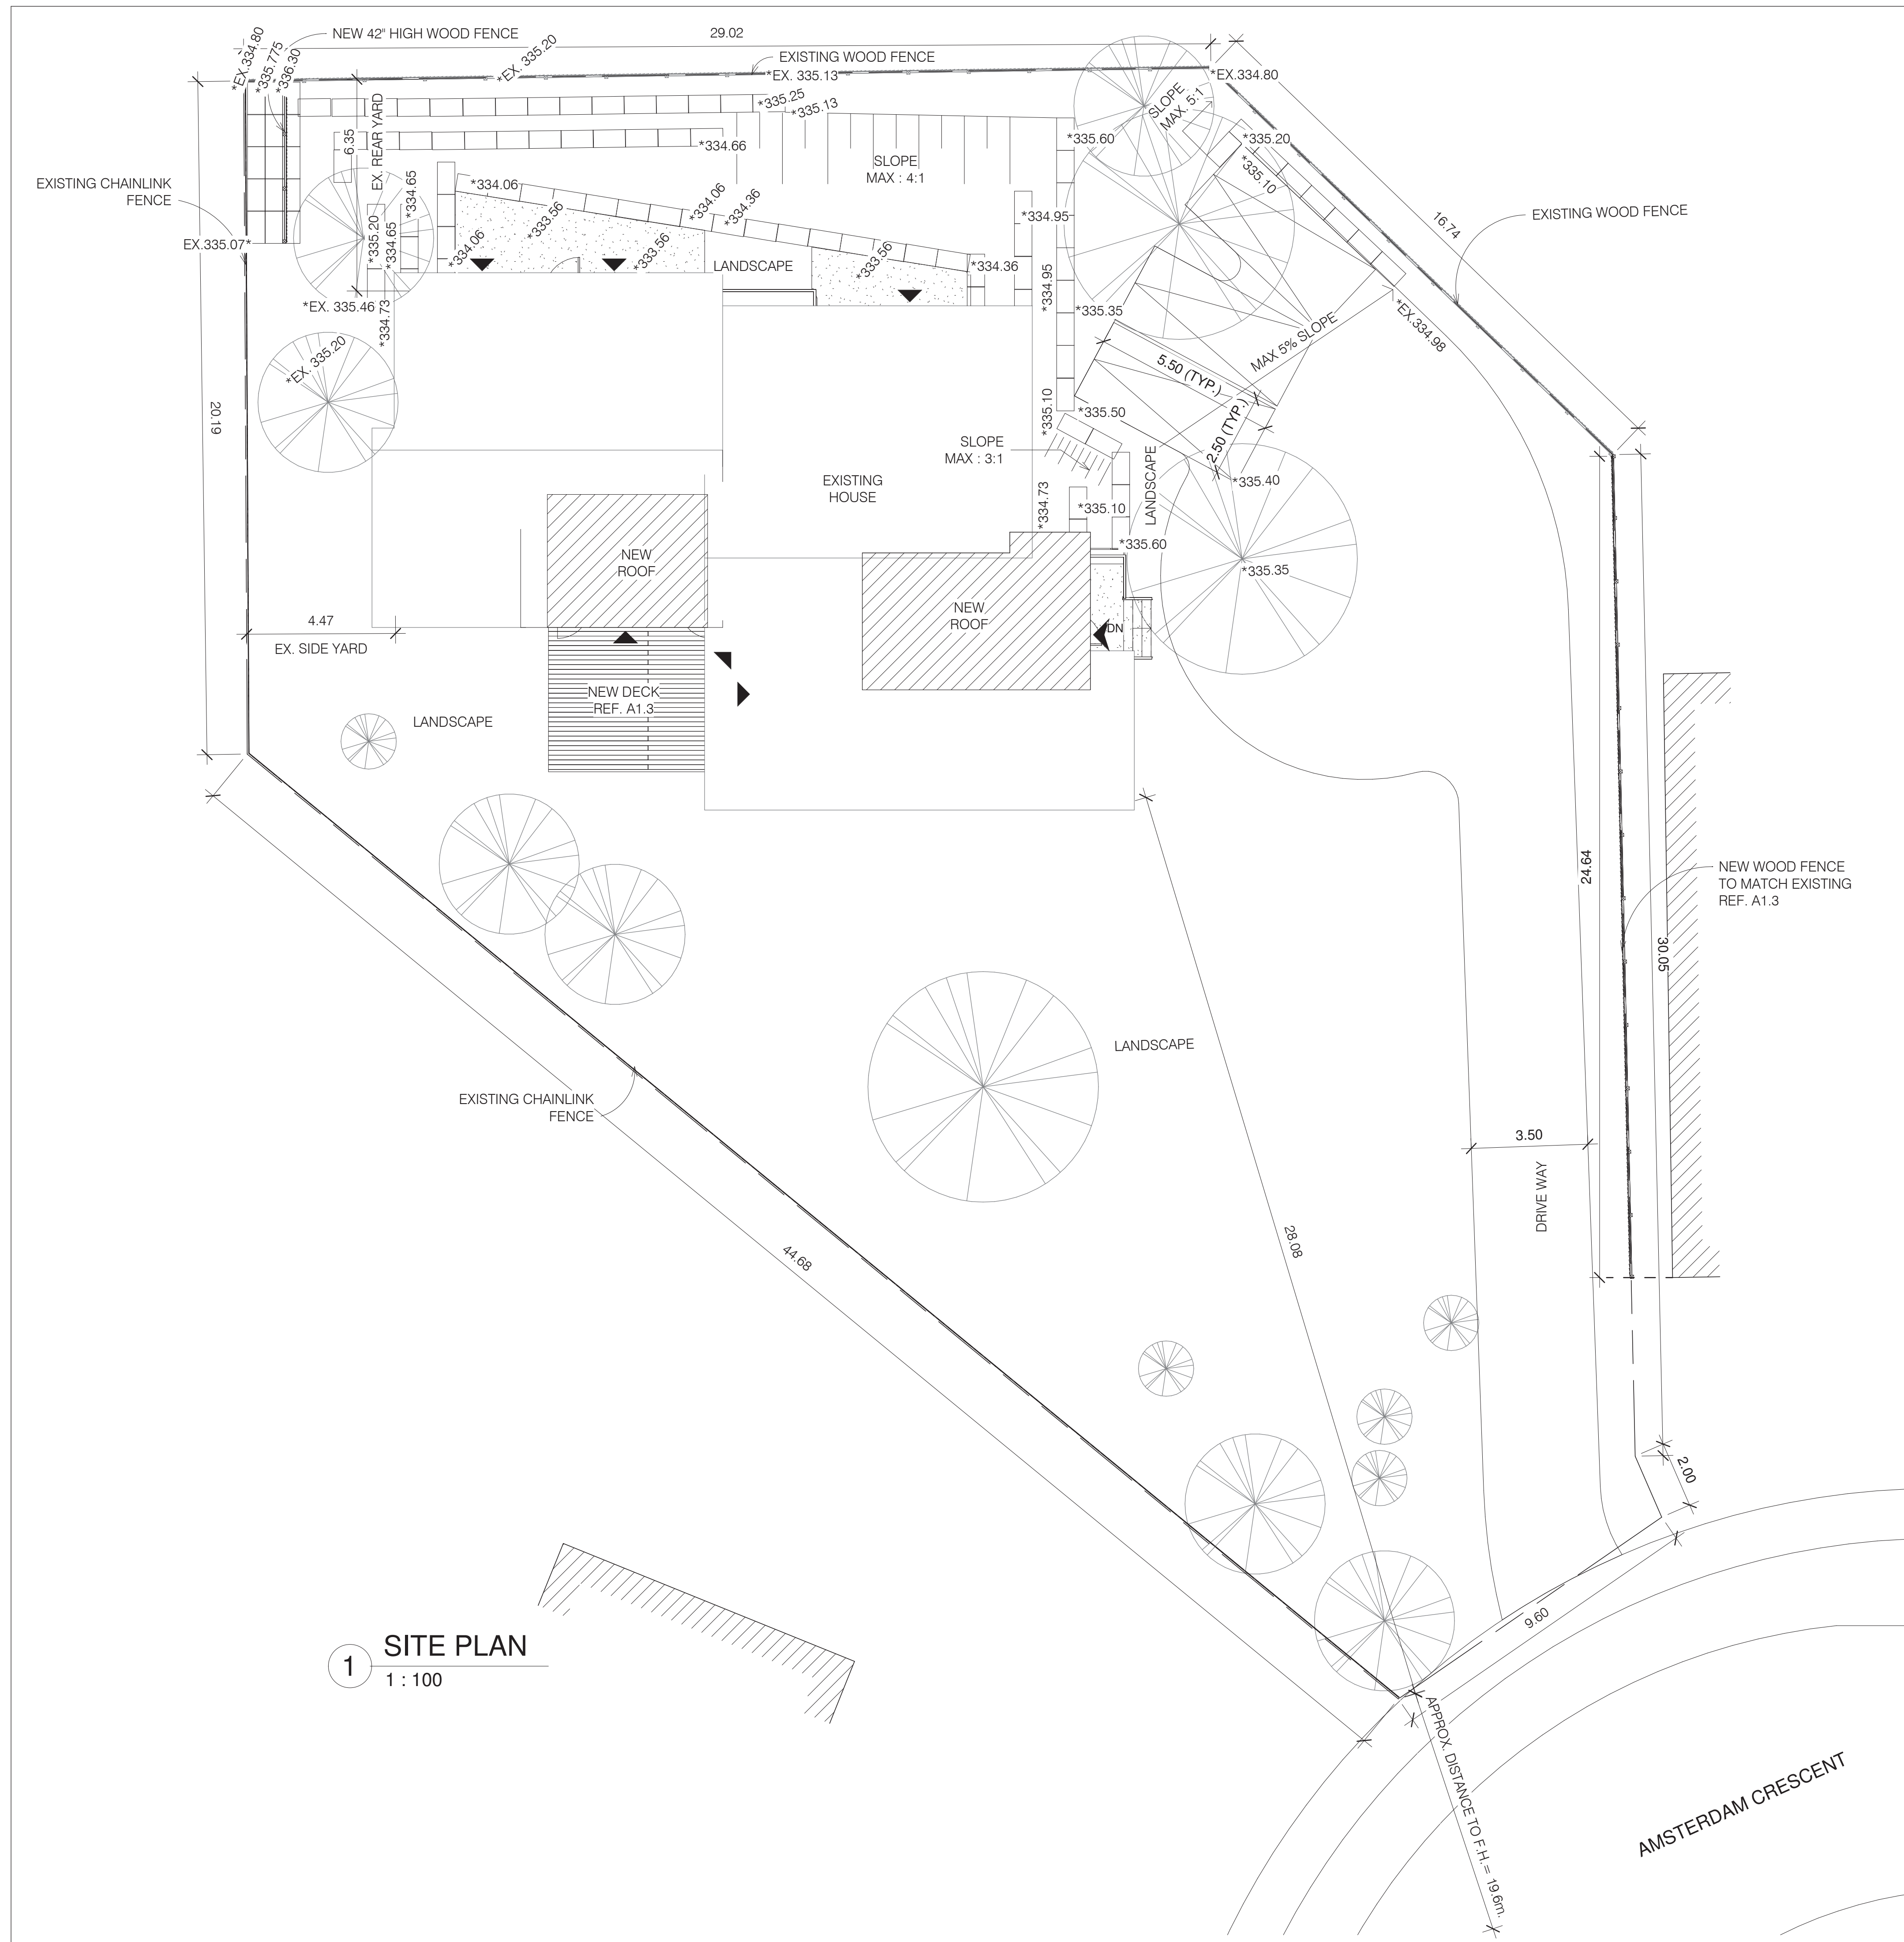 NEW 42" HIGH WOOD FENCE
29.02
*EX.334.80
*335.775
*336.30
*EX. 335.20
EXISTING WOOD FENCE
*EX. 335.13
*EX.334.80
*335.25
*335.13
SLOPE
MAX. 5:1
6.35
EX. REAR YARD
*334.66
*335.60
*335.20
*335.10
SLOPE
MAX : 4:1
EXISTING CHAINLINK
FENCE
*334.06
*334.65
*334.06
*334.36
*333.56
*334.95
16.74
EXISTING WOOD FENCE
EX.335.07*
*335.20
*334.65
*334.06
*333.56
LANDSCAPE
*333.56
*334.36
*334.95
*EX. 335.46
*334.73
*335.35
MAX 5% SLOPE
*EX.334.98
*EX. 335.20
5.50 (TYP.)
20.19
*335.10
*335.50
2.50 (TYP.)
SLOPE
MAX : 3:1
LANDSCAPE
EXISTING
HOUSE
*335.40
*334.73
*335.10
*335.60
*335.35
NEW
ROOF
NEW
ROOF
DN
4.47
EX. SIDE YARD
NEW DECK
REF. A1.3
LANDSCAPE
24.64
NEW WOOD FENCE
TO MATCH EXISTING
REF. A1.3
30.05
LANDSCAPE
EXISTING CHAINLINK
FENCE
3.50
DRIVE WAY
28.08
44.68
2.00
9.60
1
SITE PLAN
1 : 100
APPROX. DISTANCE TO F.H. = 19.6m.
AMSTERDAM CRESCENT